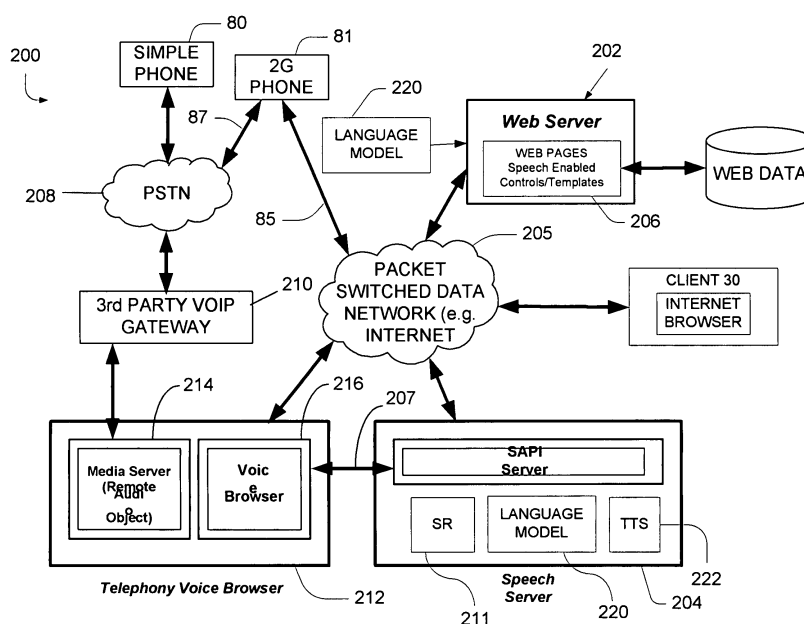 80
SIMPLE
PHONE
81
2G
PHONE
200
87
220
LANGUAGE
MODEL
202
Web Server
WEB PAGES
Speech Enabled
Controls/Templates
206
WEB DATA
208
PSTN
85
205
PACKET
SWITCHED DATA
NETWORK (e.g.
INTERNET
210
3rd PARTY VOIP
GATEWAY
CLIENT 30
INTERNET
BROWSER
214
216
207
Media Server
(Remote
Audi
o
Object)
Voic
e
Browser
SAPI
Server
SR
LANGUAGE
MODEL
TTS
222
Telephony Voice Browser
212
Speech
Server
211
220
204